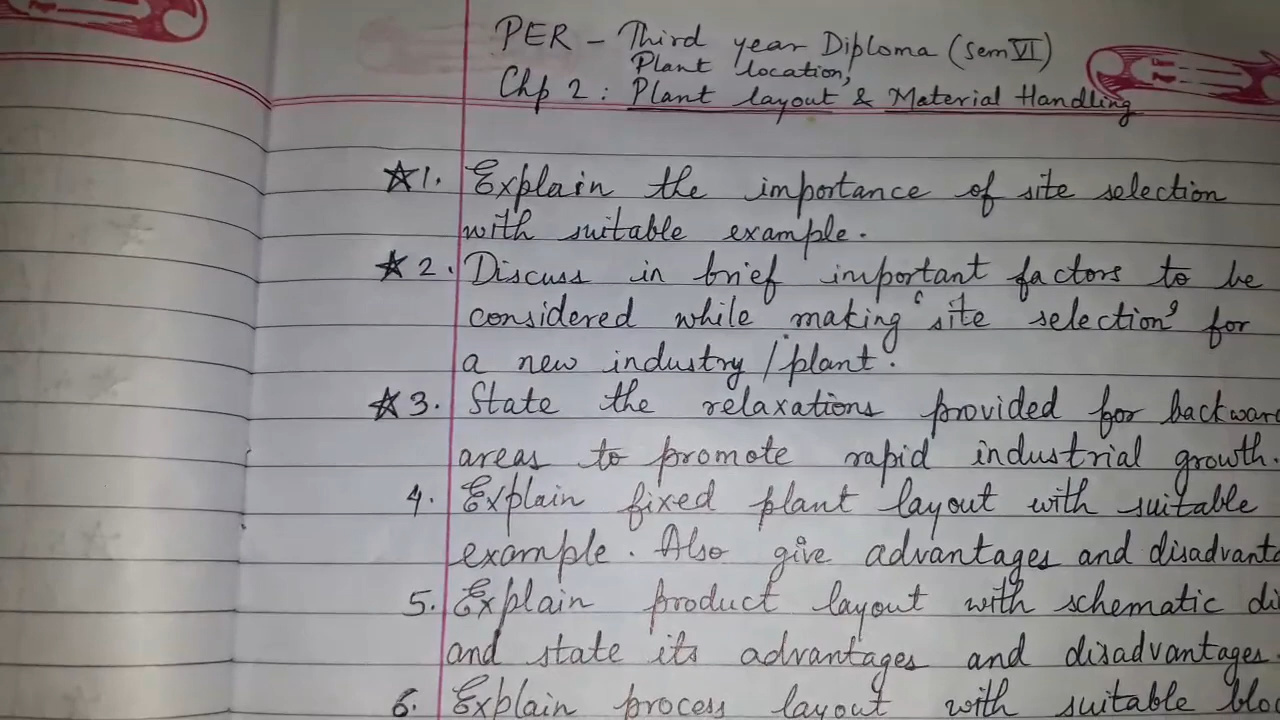 PER - Third year Diploma (sem VI)
Plant location,
Chp 2: Plant layout & Material Handling
☆1. Explain the importance of site selection
with suitable example.
☆2. Discuss in brief important factors to be
considered while making 'site selection' for
a new industry / plant.
☆3. State the relaxations provided for backward
areas to promote rapid industrial growth.
4. Explain fixed plant layout with suitable
example. Also give advantages and
5. Explain product layout with schematic
and state its advantages and disadvantages.
6. Explain process layout with suitable